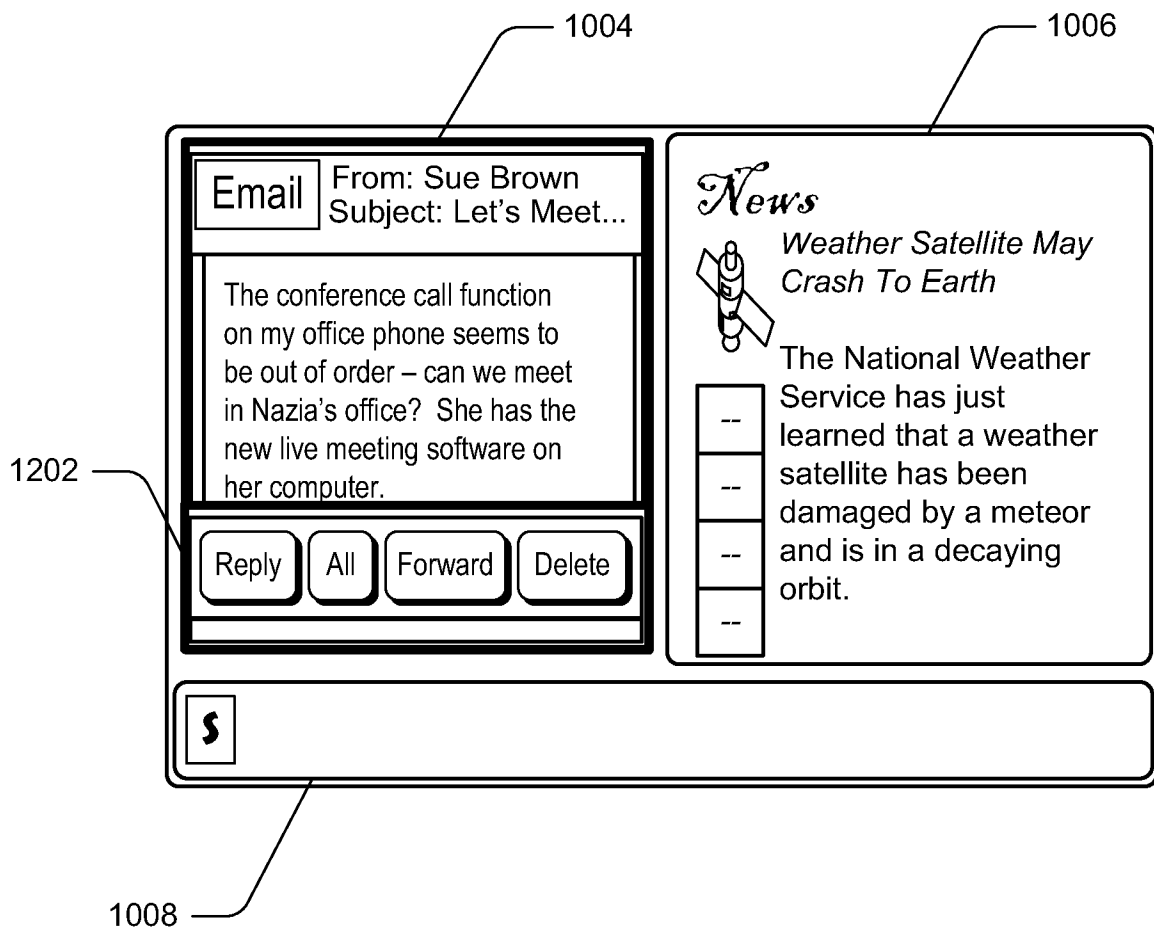 1004
1006
Email
From: Sue Brown
Subject: Let's Meet...
The conference call function
on my office phone seems to
be out of order – can we meet
in Nazia's office?  She has the
new live meeting software on
her computer.
1202
Reply
All
Forward
Delete
News
Weather Satellite May
Crash To Earth
The National Weather
Service has just
learned that a weather
satellite has been
damaged by a meteor
and is in a decaying
orbit.
--
--
--
--
S
1008